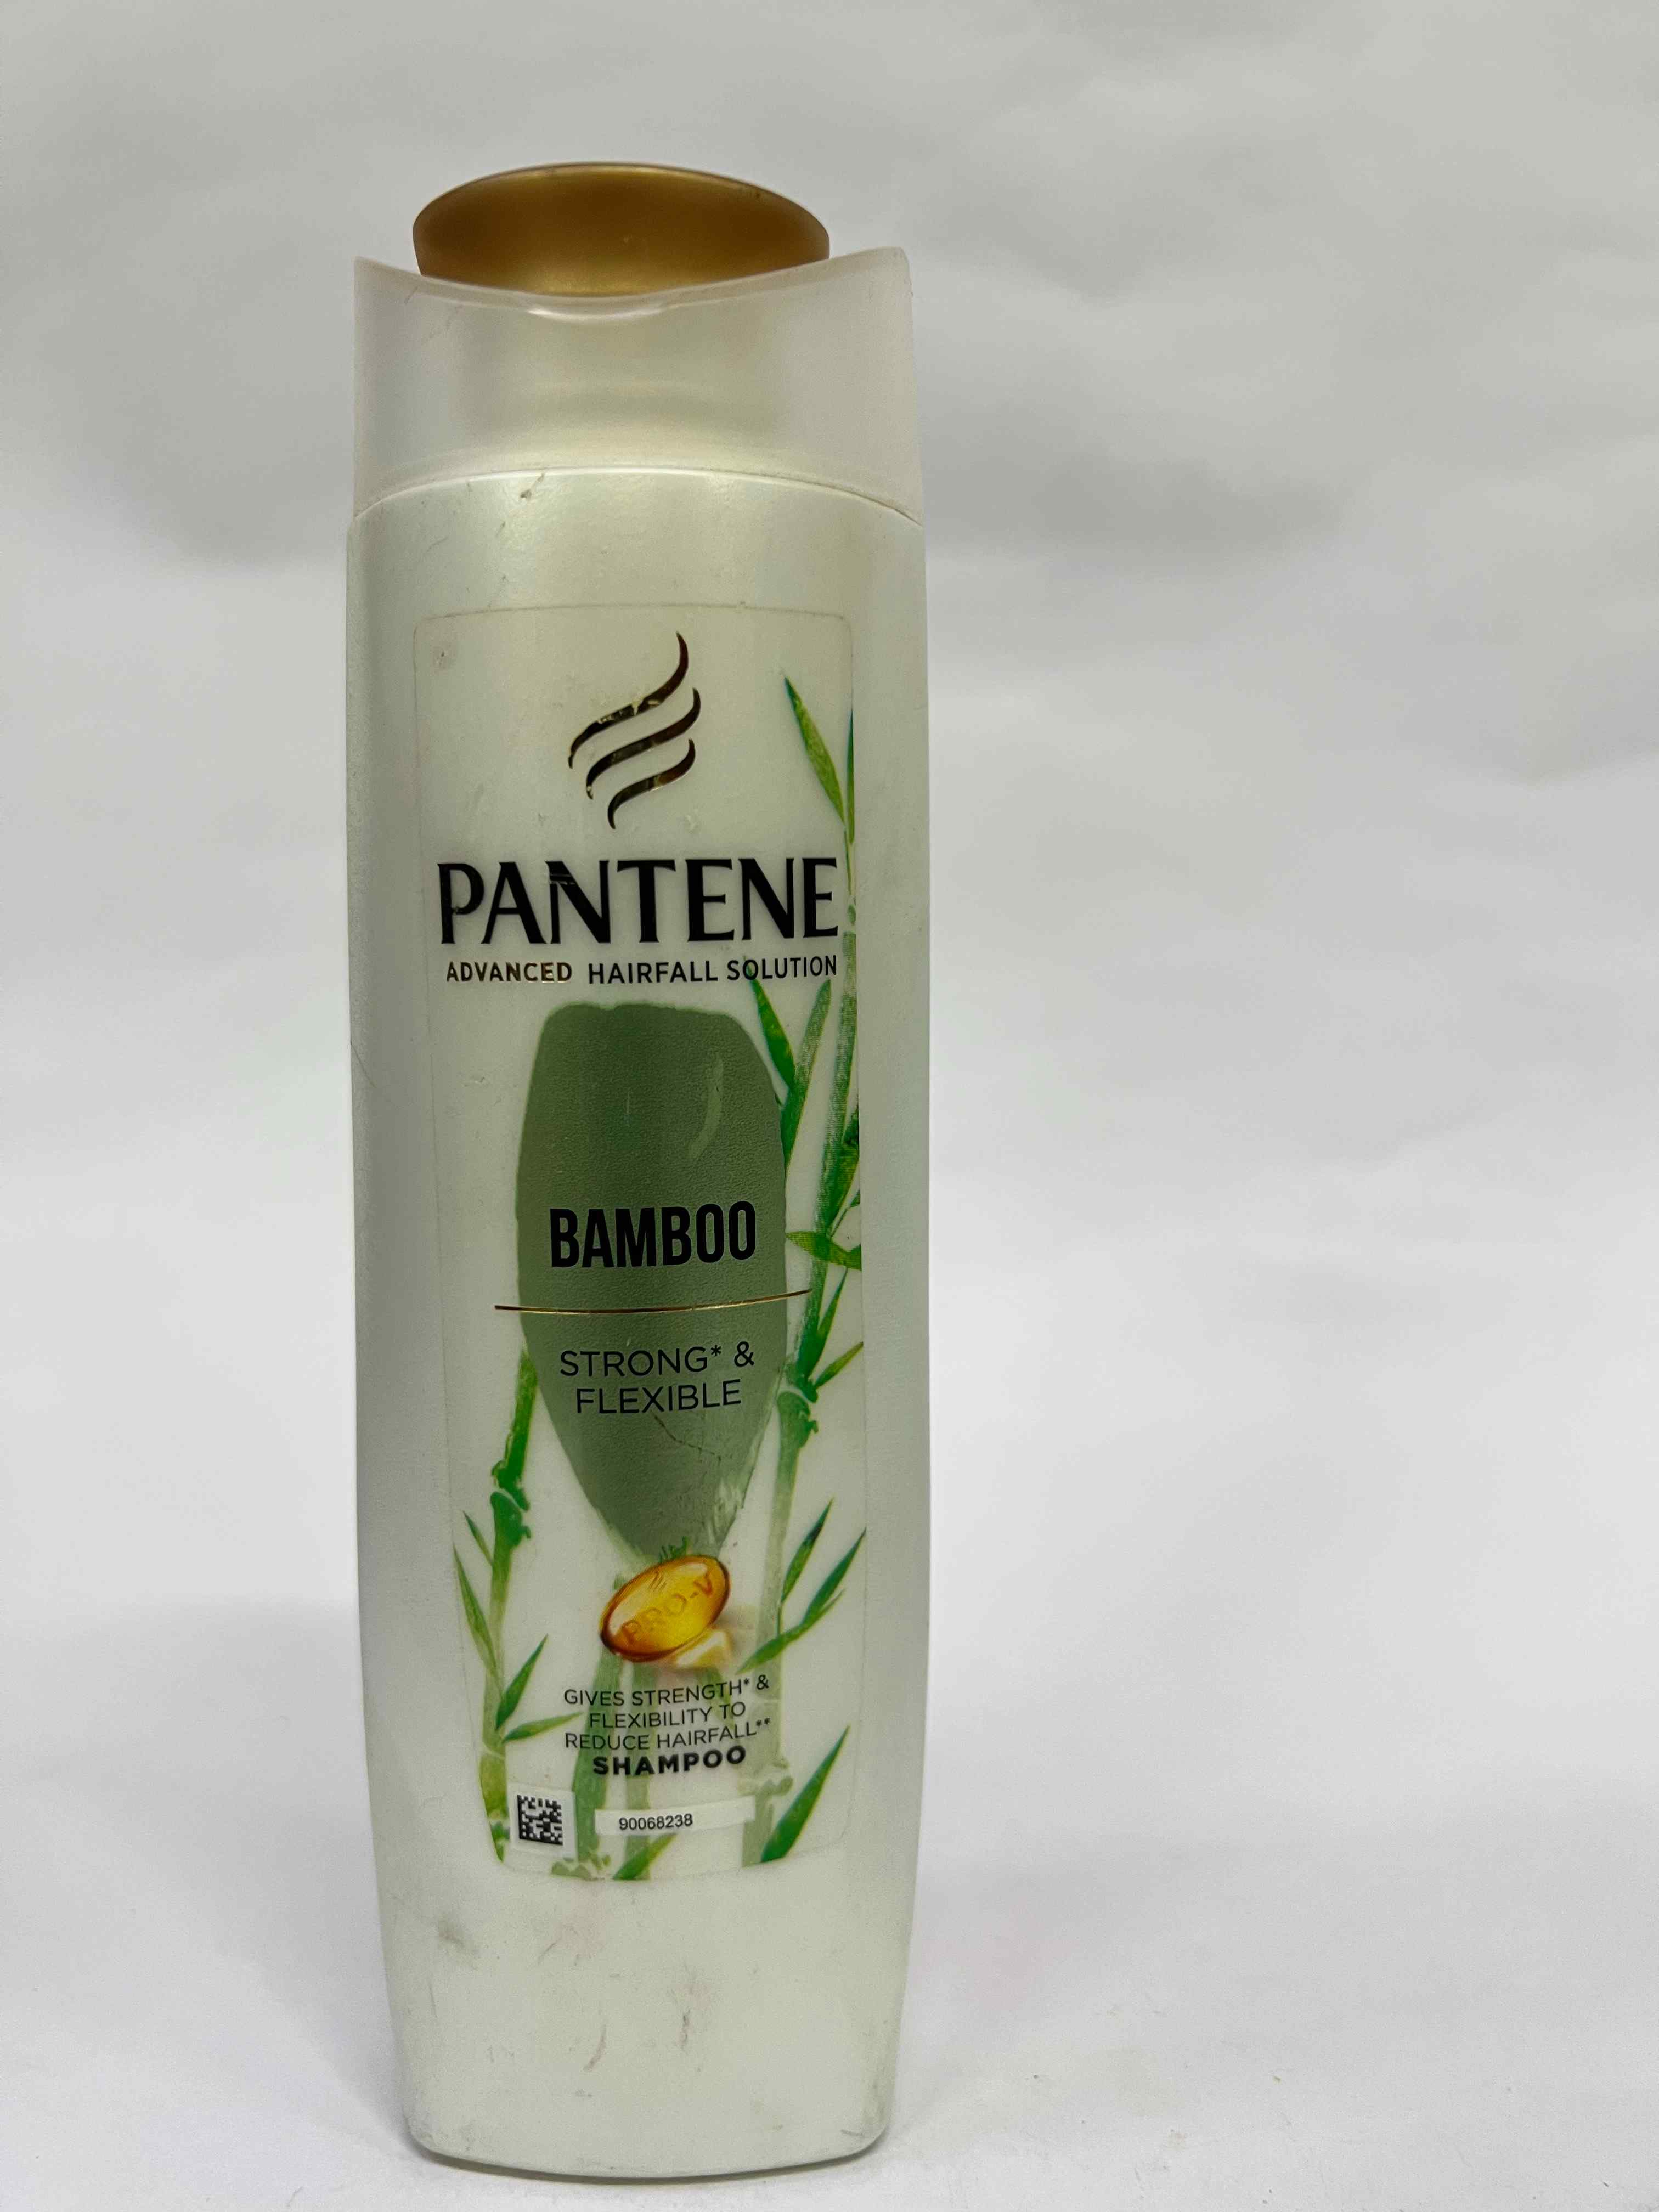 PANTENE
ADVANCED HAIRFALL SOLUTION
BAMBOO
STRONG* &
FLEXIBLE
PRO-V
GIVES STRENGTH* &
FLEXIBILITY TO
REDUCE HAIRFALL**
SHAMPOO
90068238